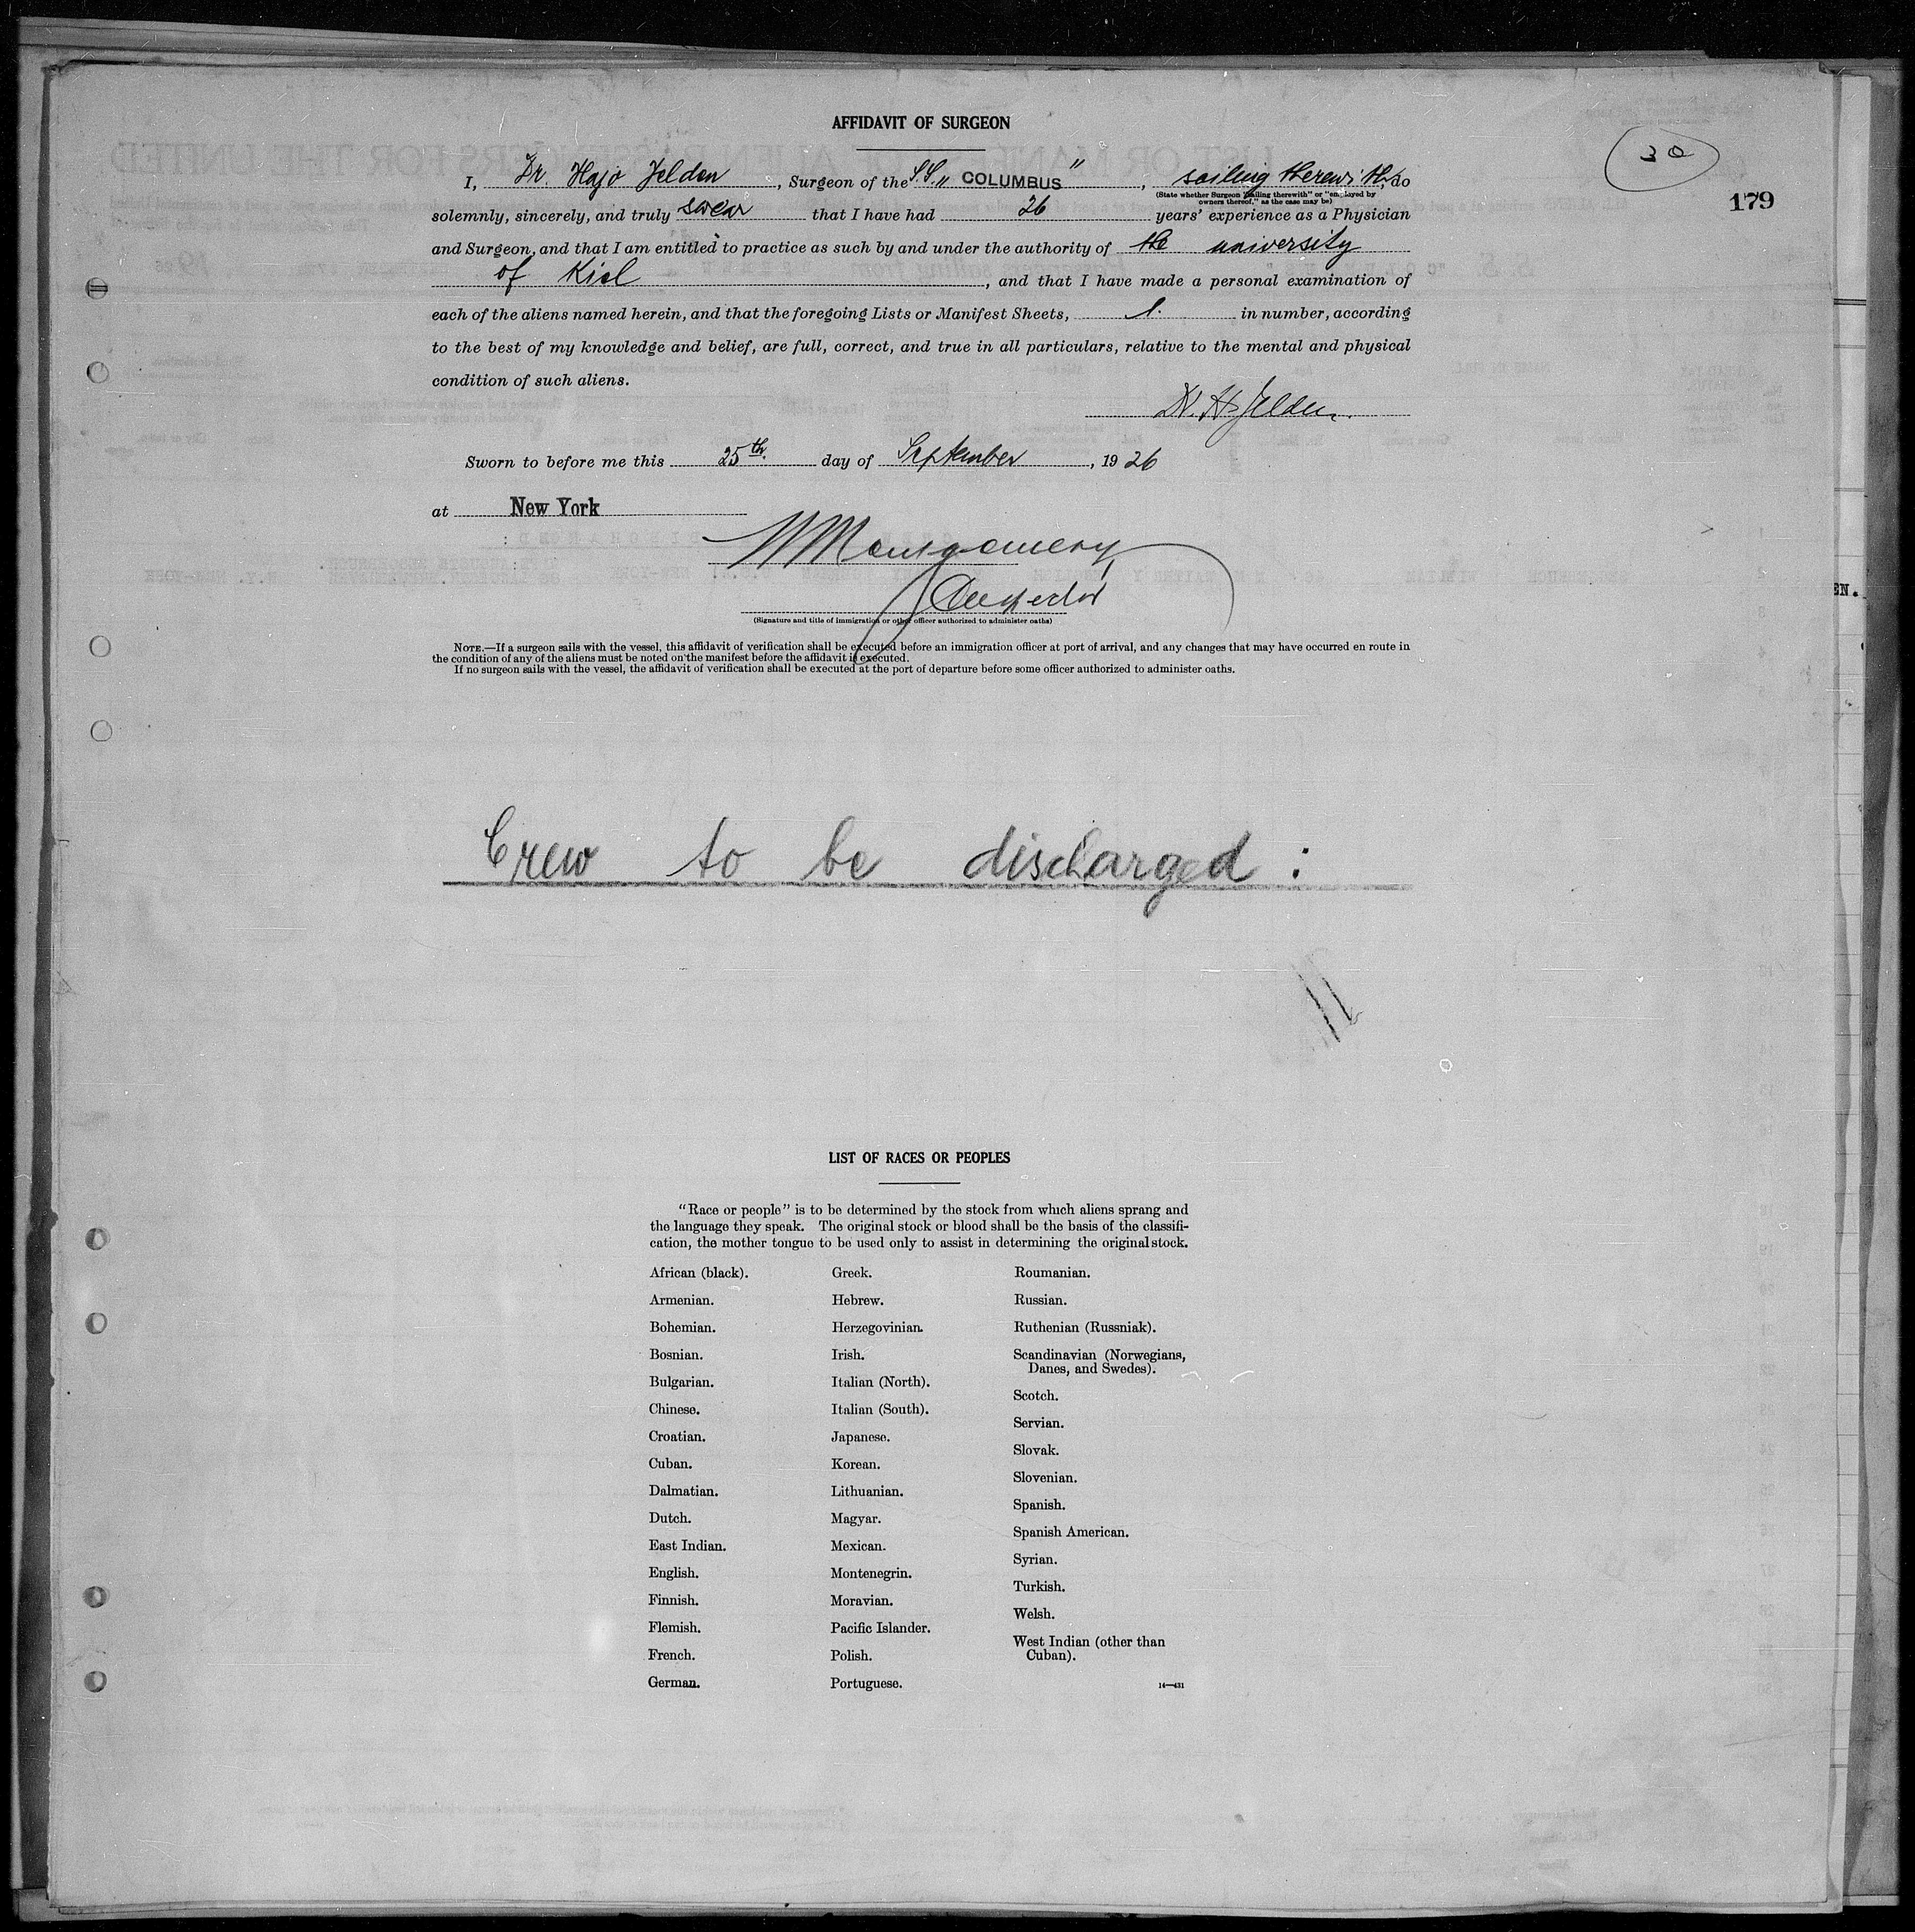 AFFIDAVIT OF SURGEON
30
179
I, Dr. Hajo Jelden, Surgeon of the S.S. „COLUMBUS", sailing therewith, do
(State whether Surgeon "sailing therewith" or "employed by
owners thereof," as the case may be)
solemnly, sincerely, and truly swear that I have had 26 years' experience as a Physician
and Surgeon, and that I am entitled to practice as such by and under the authority of the university
of Kiel, and that I have made a personal examination of
each of the aliens named herein, and that the foregoing Lists or Manifest Sheets, 1. in number, according
to the best of my knowledge and belief, are full, correct, and true in all particulars, relative to the mental and physical
condition of such aliens.
Dr. H. Jelden.
Sworn to before me this 25th. day of September, 1926
at New York
W Montgomery
Inspector
(Signature and title of immigration or other officer authorized to administer oaths)
NOTE.—If a surgeon sails with the vessel, this affidavit of verification shall be executed before an immigration officer at port of arrival, and any changes that may have occurred en route in
the condition of any of the aliens must be noted on the manifest before the affidavit is executed.
If no surgeon sails with the vessel, the affidavit of verification shall be executed at the port of departure before some officer authorized to administer oaths.
EN.
Crew to be discharged :
LIST OF RACES OR PEOPLES
"Race or people" is to be determined by the stock from which aliens sprang and
the language they speak. The original stock or blood shall be the basis of the classifi-
cation, the mother tongue to be used only to assist in determining the original stock.
African (black).
Armenian.
Bohemian.
Bosnian.
Bulgarian.
Chinese.
Croatian.
Cuban.
Dalmatian.
Dutch.
East Indian.
English.
Finnish.
Flemish.
French.
German.
Greek.
Hebrew.
Herzegovinian.
Irish.
Italian (North).
Italian (South).
Japanese.
Korean.
Lithuanian.
Magyar.
Mexican.
Montenegrin.
Moravian.
Pacific Islander.
Polish.
Portuguese.
Roumanian.
Russian.
Ruthenian (Russniak).
Scandinavian (Norwegians,
Danes, and Swedes).
Scotch.
Servian.
Slovak.
Slovenian.
Spanish.
Spanish American.
Syrian.
Turkish.
Welsh.
West Indian (other than
Cuban).
14—431